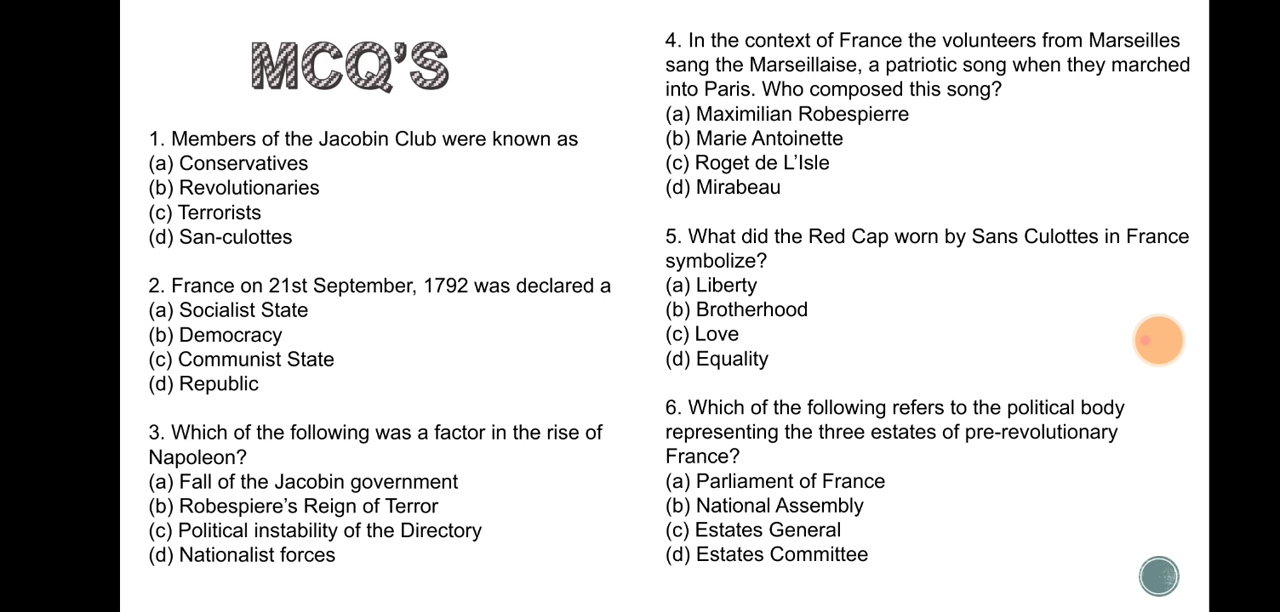 MCQ'S
1. Members of the Jacobin Club were known as
(a) Conservatives
(b) Revolutionaries
(c) Terrorists
(d) San-culottes
2. France on 21st September, 1792 was declared a
(a) Socialist State
(b) Democracy
(c) Communist State
(d) Republic
3. Which of the following was a factor in the rise of
Napoleon?
(a) Fall of the Jacobin government
(b) Robespiere’s Reign of Terror
(c) Political instability of the Directory
(d) Nationalist forces
4. In the context of France the volunteers from Marseilles
sang the Marseillaise, a patriotic song when they marched
into Paris. Who composed this song?
(a) Maximilian Robespierre
(b) Marie Antoinette
(c) Roget de L’Isle
(d) Mirabeau
5. What did the Red Cap worn by Sans Culottes in France
symbolize?
(a) Liberty
(b) Brotherhood
(c) Love
(d) Equality
6. Which of the following refers to the political body
representing the three estates of pre-revolutionary
France?
(a) Parliament of France
(b) National Assembly
(c) Estates General
(d) Estates Committee